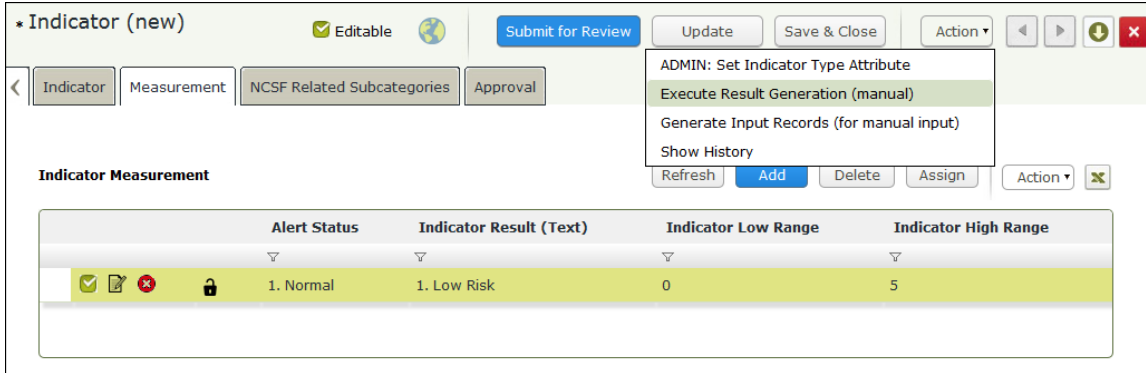 * Indicator (new)
Editable
Submit for Review
Update
Save & Close
Action
Indicator
Measurement
NCSF Related Subcategories
Approval
ADMIN: Set Indicator Type Attribute
Execute Result Generation (manual)
Generate Input Records (for manual input)
Show History
Indicator Measurement
Refresh
Add
Delete
Assign
Action
Alert Status Indicator Result (Text) Indicator Low Range Indicator High Range
1. Normal 1. Low Risk 0 5